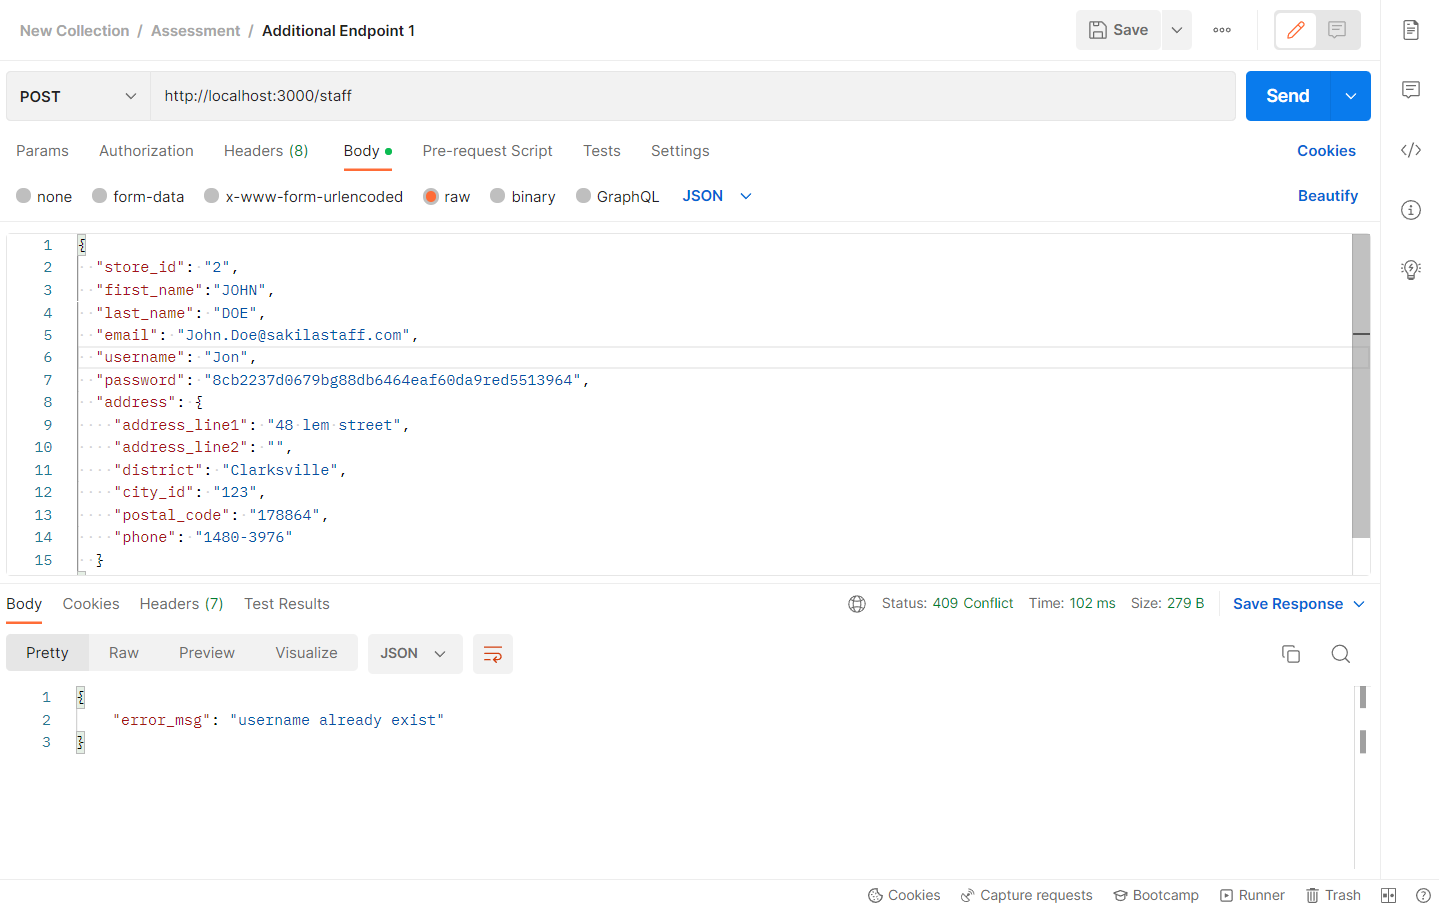 New Collection / Assessment / Additional Endpoint 1
Save
POST
http://localhost:3000/staff
Send
Params Authorization Headers (8) Body Pre-request Script Tests Settings Cookies
none form-data x-www-form-urlencoded raw binary GraphQL JSON Beautify
1 {
2 "store_id": "2",
3 "first_name":"JOHN",
4 "last_name": "DOE",
5 "email": "John.Doe@sakilastaff.com",
6 "username": "Jon",
7 "password": "8cb2237d0679bg88db6464eaf60da9red5513964",
8 "address": {
9 "address_line1": "48 lem street",
10 "address_line2": "",
11 "district": "Clarksville",
12 "city_id": "123",
13 "postal_code": "178864",
14 "phone": "1480-3976"
15 }
Body Cookies Headers (7) Test Results Status: 409 Conflict Time: 102 ms Size: 279 B Save Response
Pretty Raw Preview Visualize JSON
1 {
2 "error_msg": "username already exist"
3 }
Cookies Capture requests Bootcamp Runner Trash